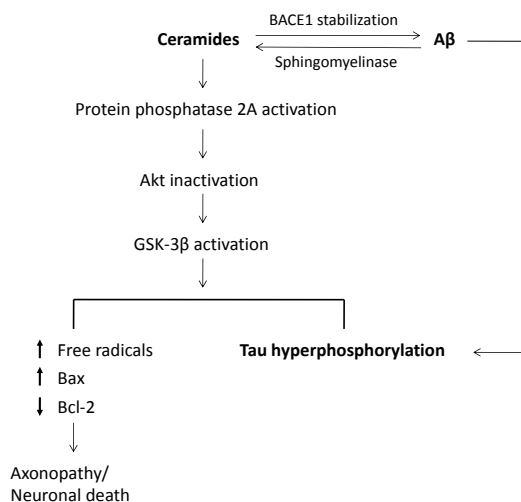 BACE1 stabilization
Ceramides
Aβ
Sphingomyelinase
Protein phosphatase 2A activation
Akt inactivation
GSK-3β activation
Free radicals
Tau hyperphosphorylation
Bax
Bcl-2
Axonopathy/
Neuronal death